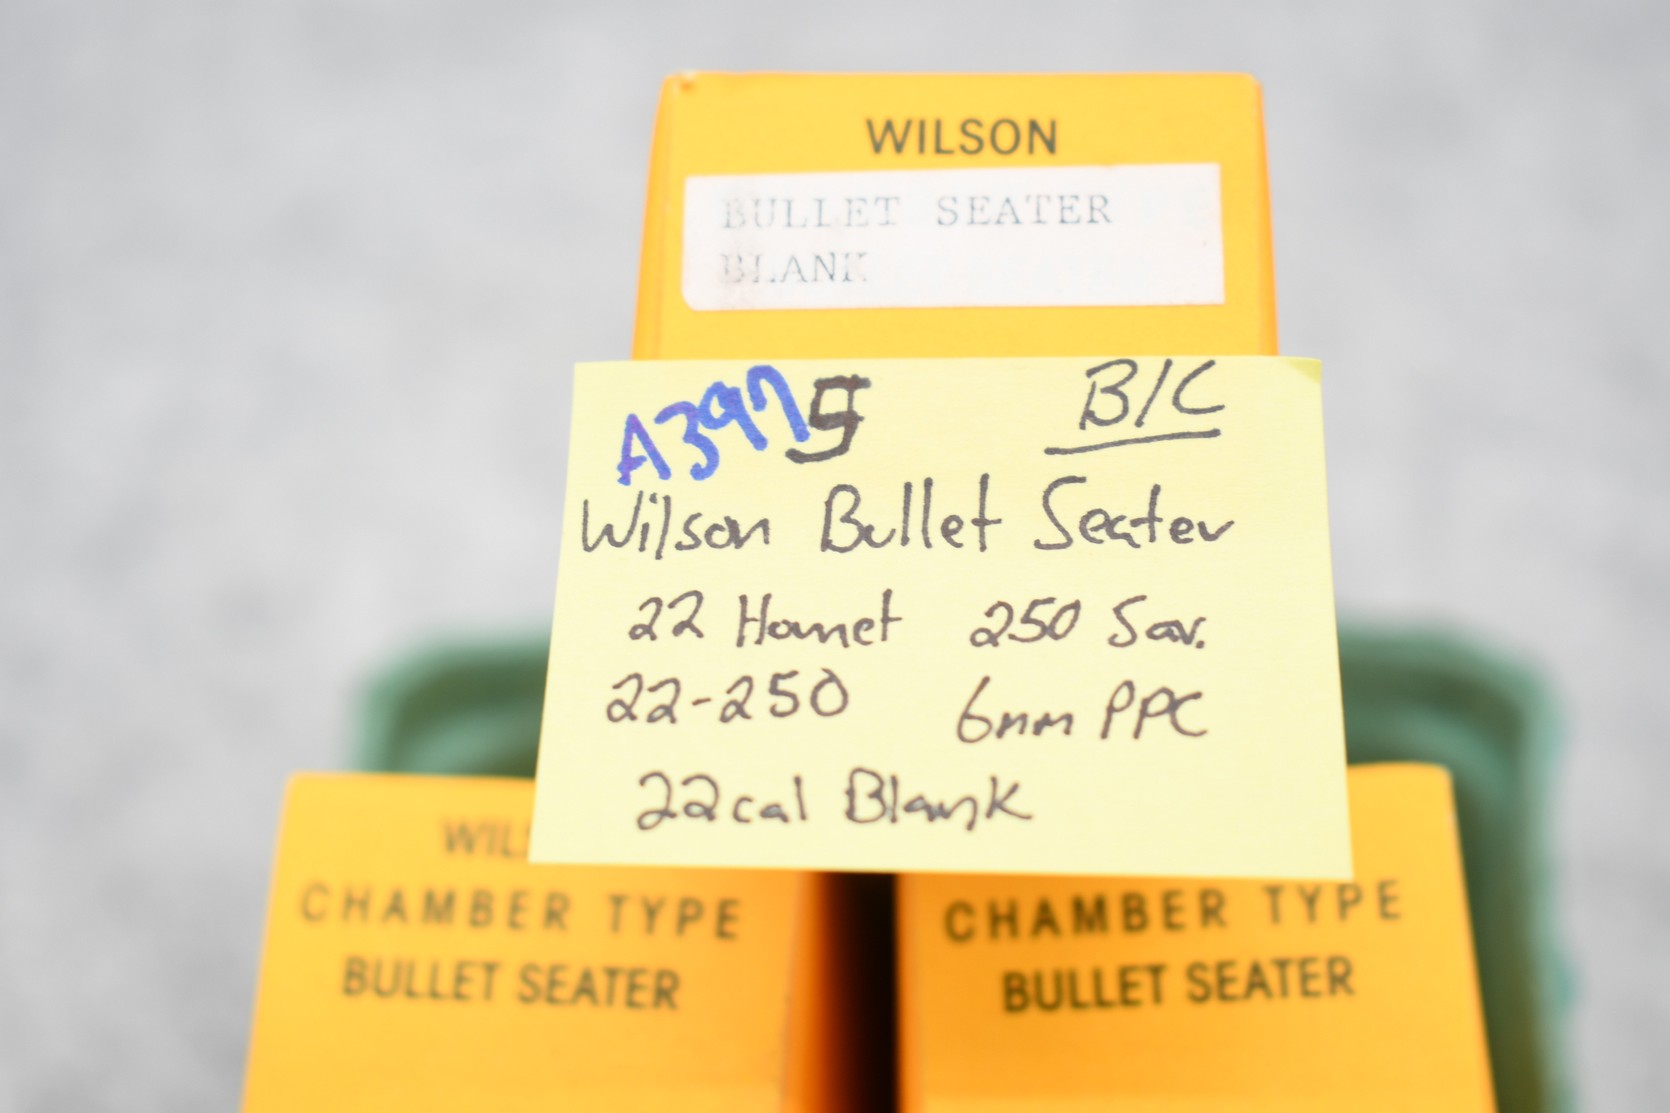 WILSON
BULLET SEATER
BLANK
A3975 B/C
Wilson Bullet Seater
22 Hornet 250 Sav.
22-250 6mm PPC
22cal Blank
WILS
CHAMBER TYPE
BULLET SEATER
CHAMBER TYPE
BULLET SEATER